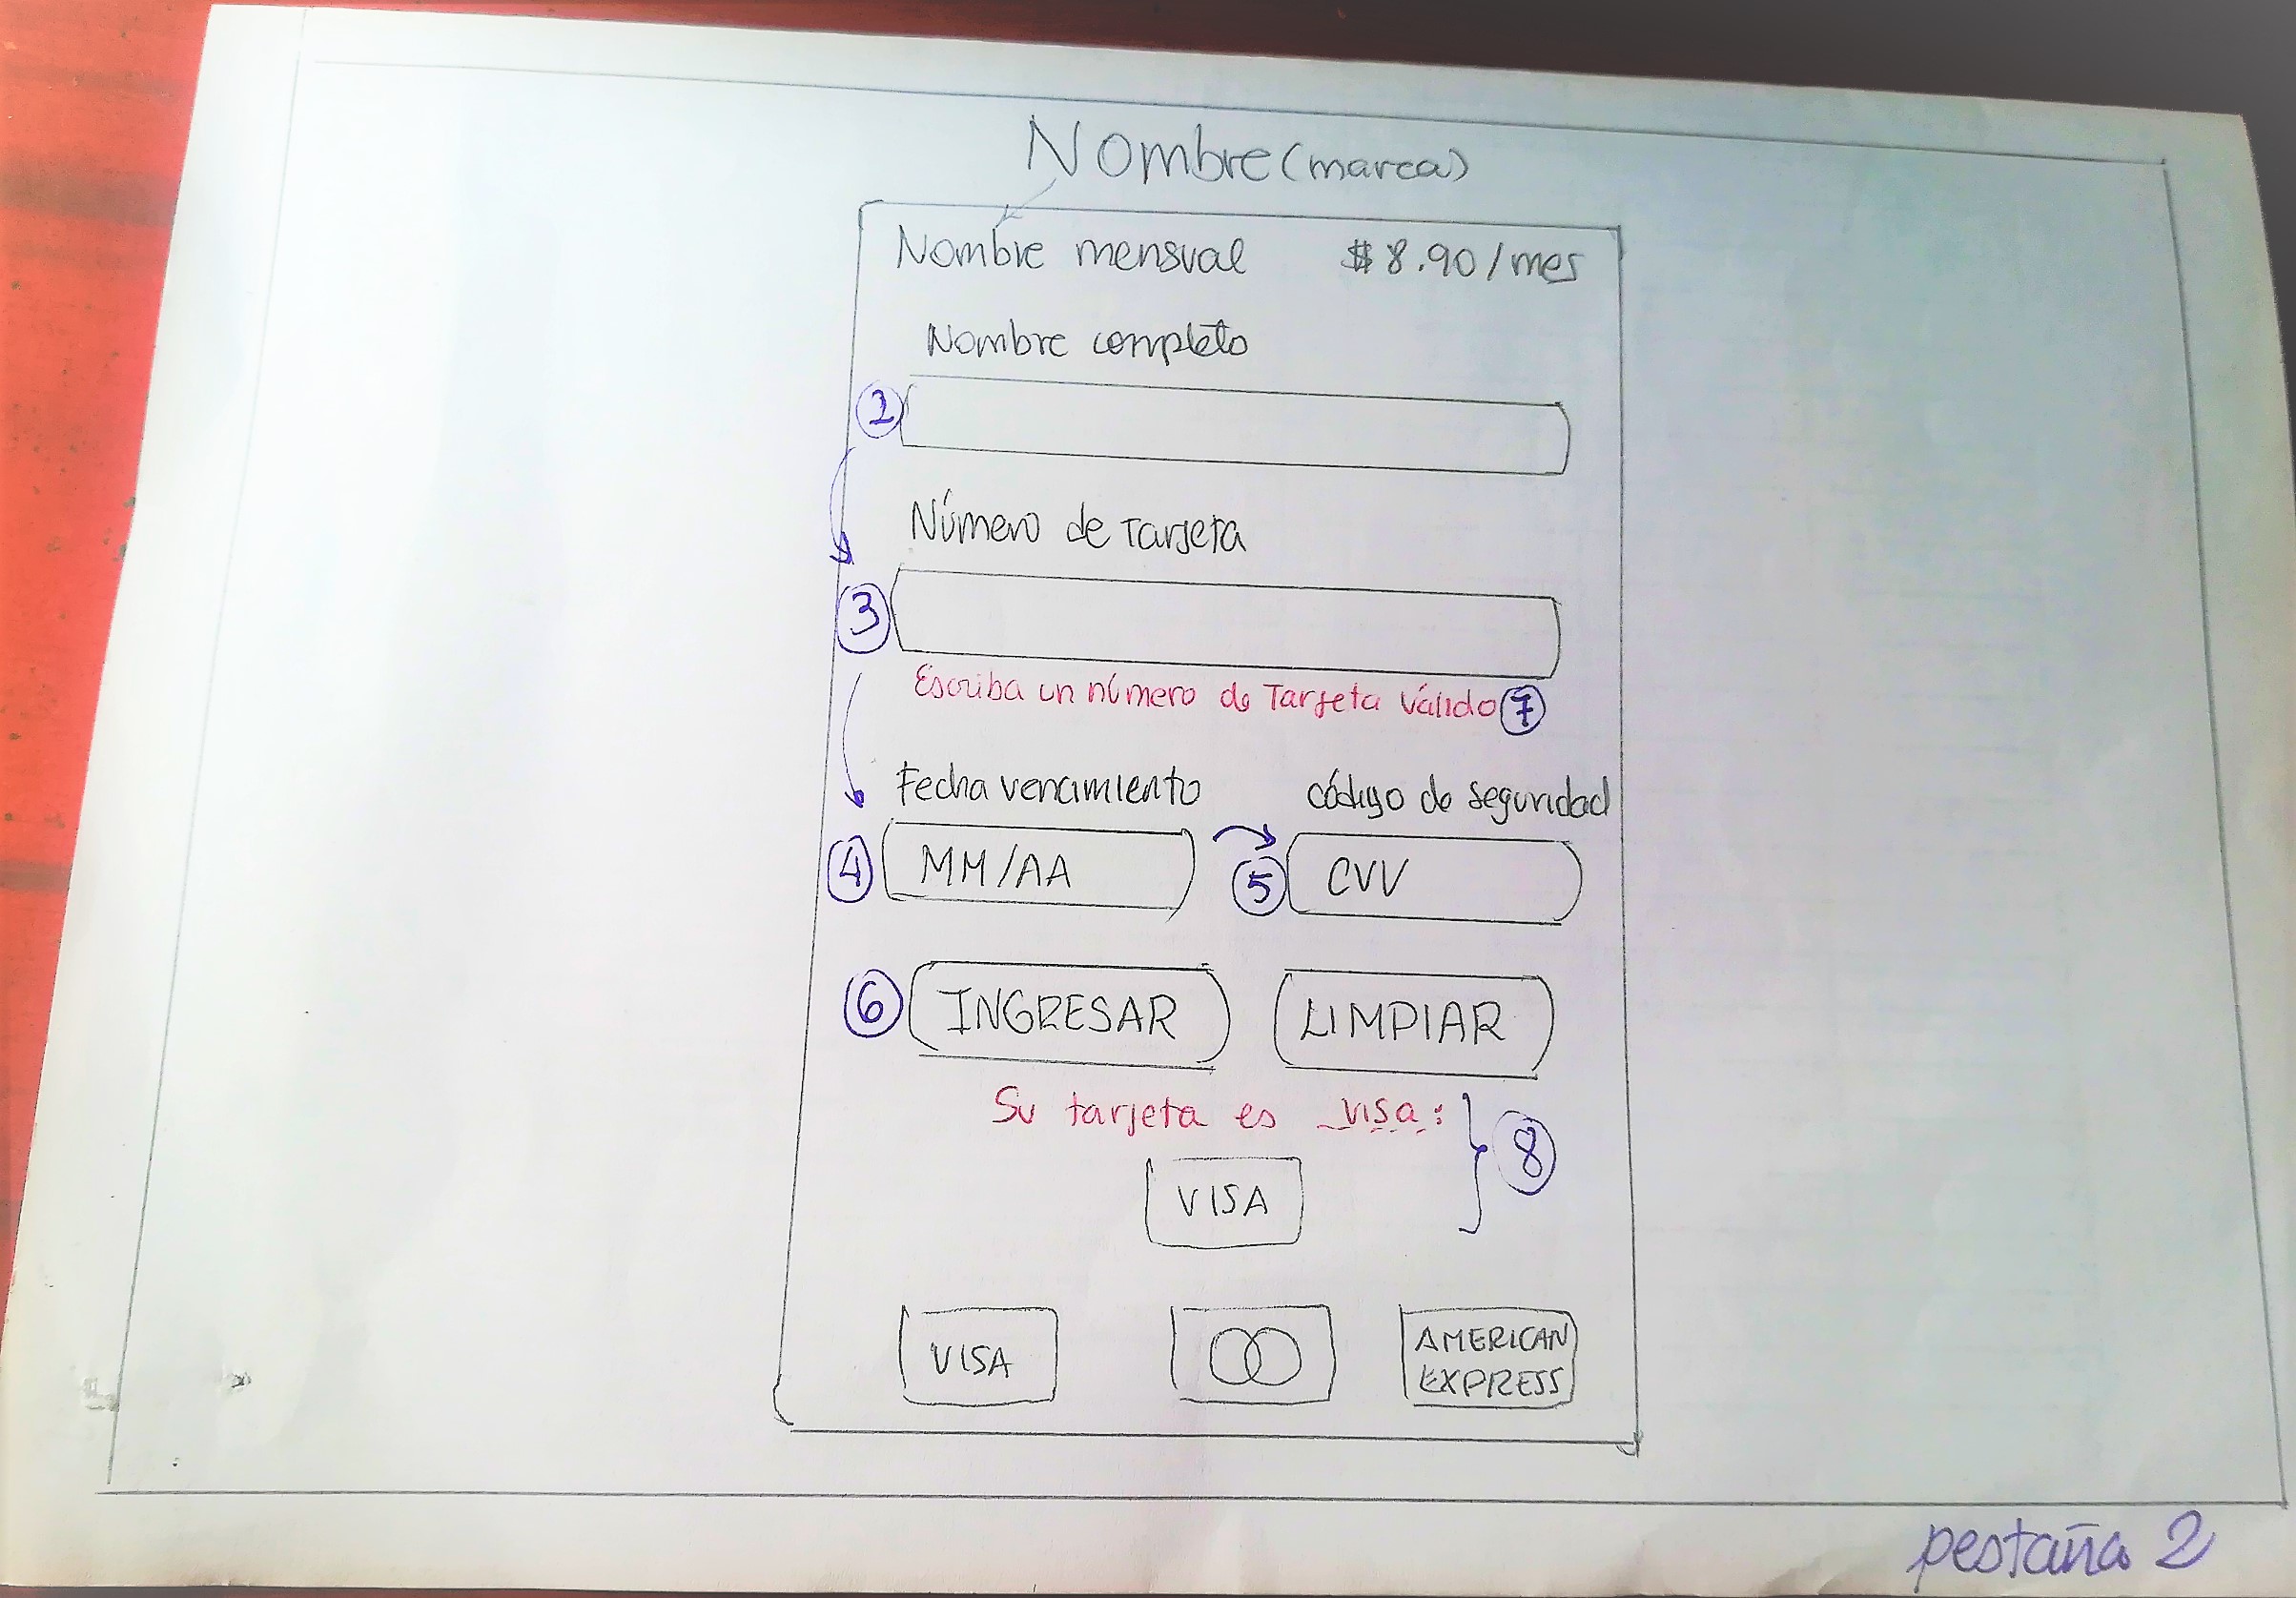 Nombre (marca)
Nombre mensual $8.90/mes
Nombre completo
2
Número de Tarjeta
3
Escriba un número de Tarjeta Válido 7
Fecha vencimiento código de seguridad
4 MM/AA 5 CVV
6 INGRESAR LIMPIAR
Su tarjeta es visa:
8
VISA
VISA AMERICAN
EXPRESS
pestaña 2